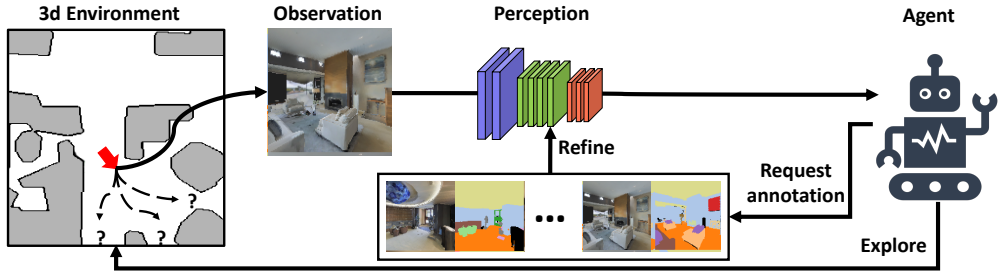 3d Environment
Observation
Perception
Agent
Refine
Request
annotation
?
?
?
Explore